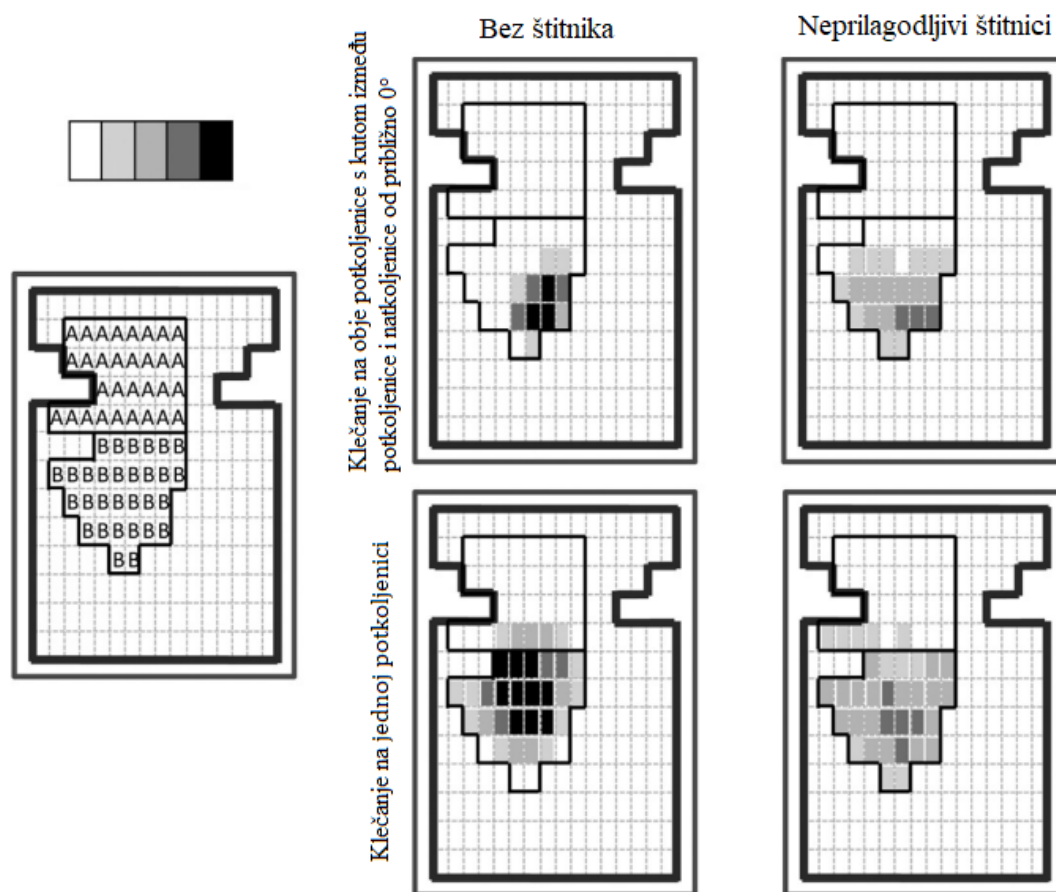 Bez štitnika
Neprilagodljivi štitnici
Klečanje na obje potkoljenice s kutom između
potkoljenice i natkoljenice od približno 0°
AAAAAAAA
AAAAAAAA
AAAAAA
AAAAAAAAA
BBBBBB
BBBBBBBBB
BBBBBBB
BBBBBB
BB
Klečanje na jednoj potkoljenici